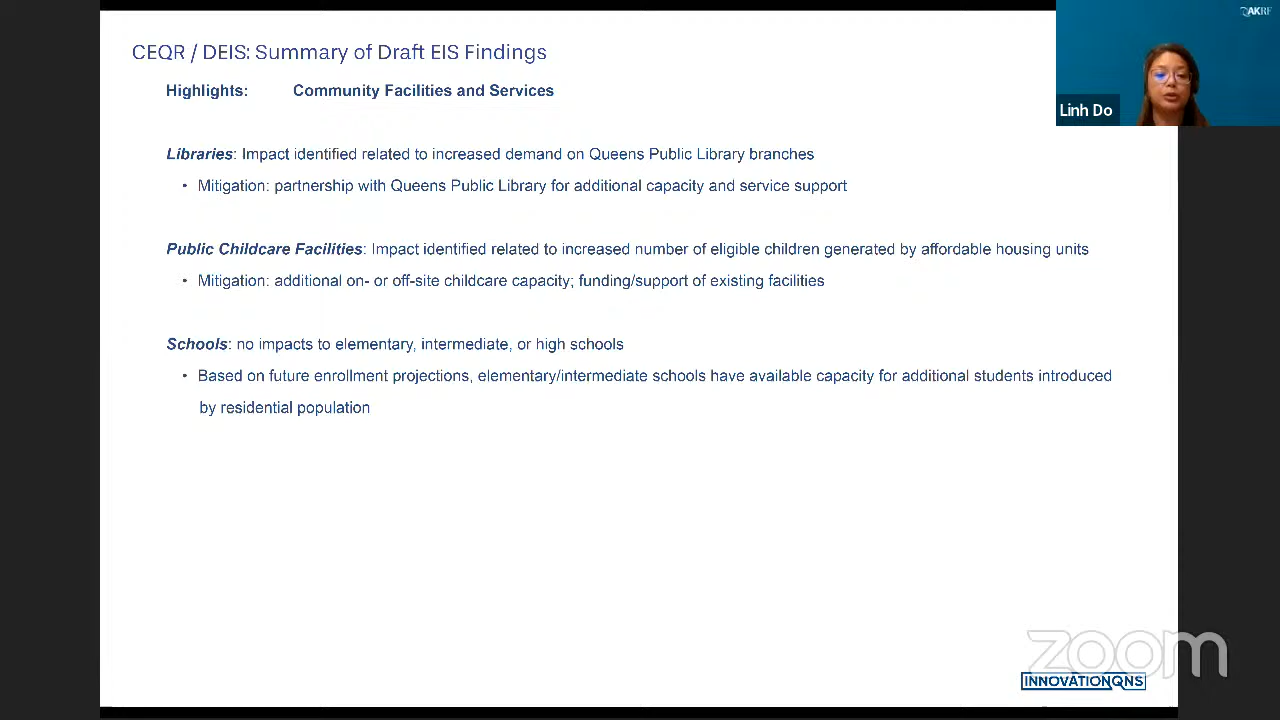 CEQR / DEIS: Summary of Draft EIS Findings
AKRF
Highlights: Community Facilities and Services
Linh Do
Libraries: Impact identified related to increased demand on Queens Public Library branches
• Mitigation: partnership with Queens Public Library for additional capacity and service support
Public Childcare Facilities: Impact identified related to increased number of eligible children generated by affordable housing units
• Mitigation: additional on- or off-site childcare capacity; funding/support of existing facilities
Schools: no impacts to elementary, intermediate, or high schools
• Based on future enrollment projections, elementary/intermediate schools have available capacity for additional students introduced
by residential population
zoom
INNOVATIONQNS